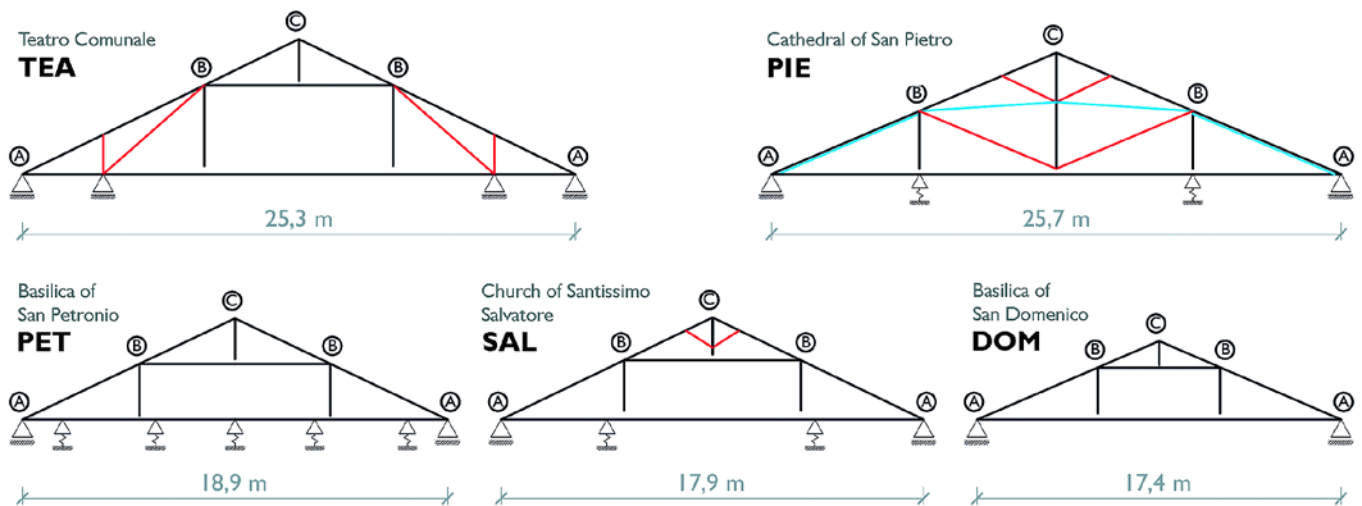 Teatro Comunale
TEA
C
B
B
A
A
25,3 m
Cathedral of San Pietro
PIE
C
B
B
A
A
25,7 m
Basilica of
San Petronio
PET
C
B
B
A
A
18,9 m
Church of Santissimo
Salvatore
SAL
C
B
B
A
A
17,9 m
Basilica of
San Domenico
DOM
C
B
B
A
A
17,4 m